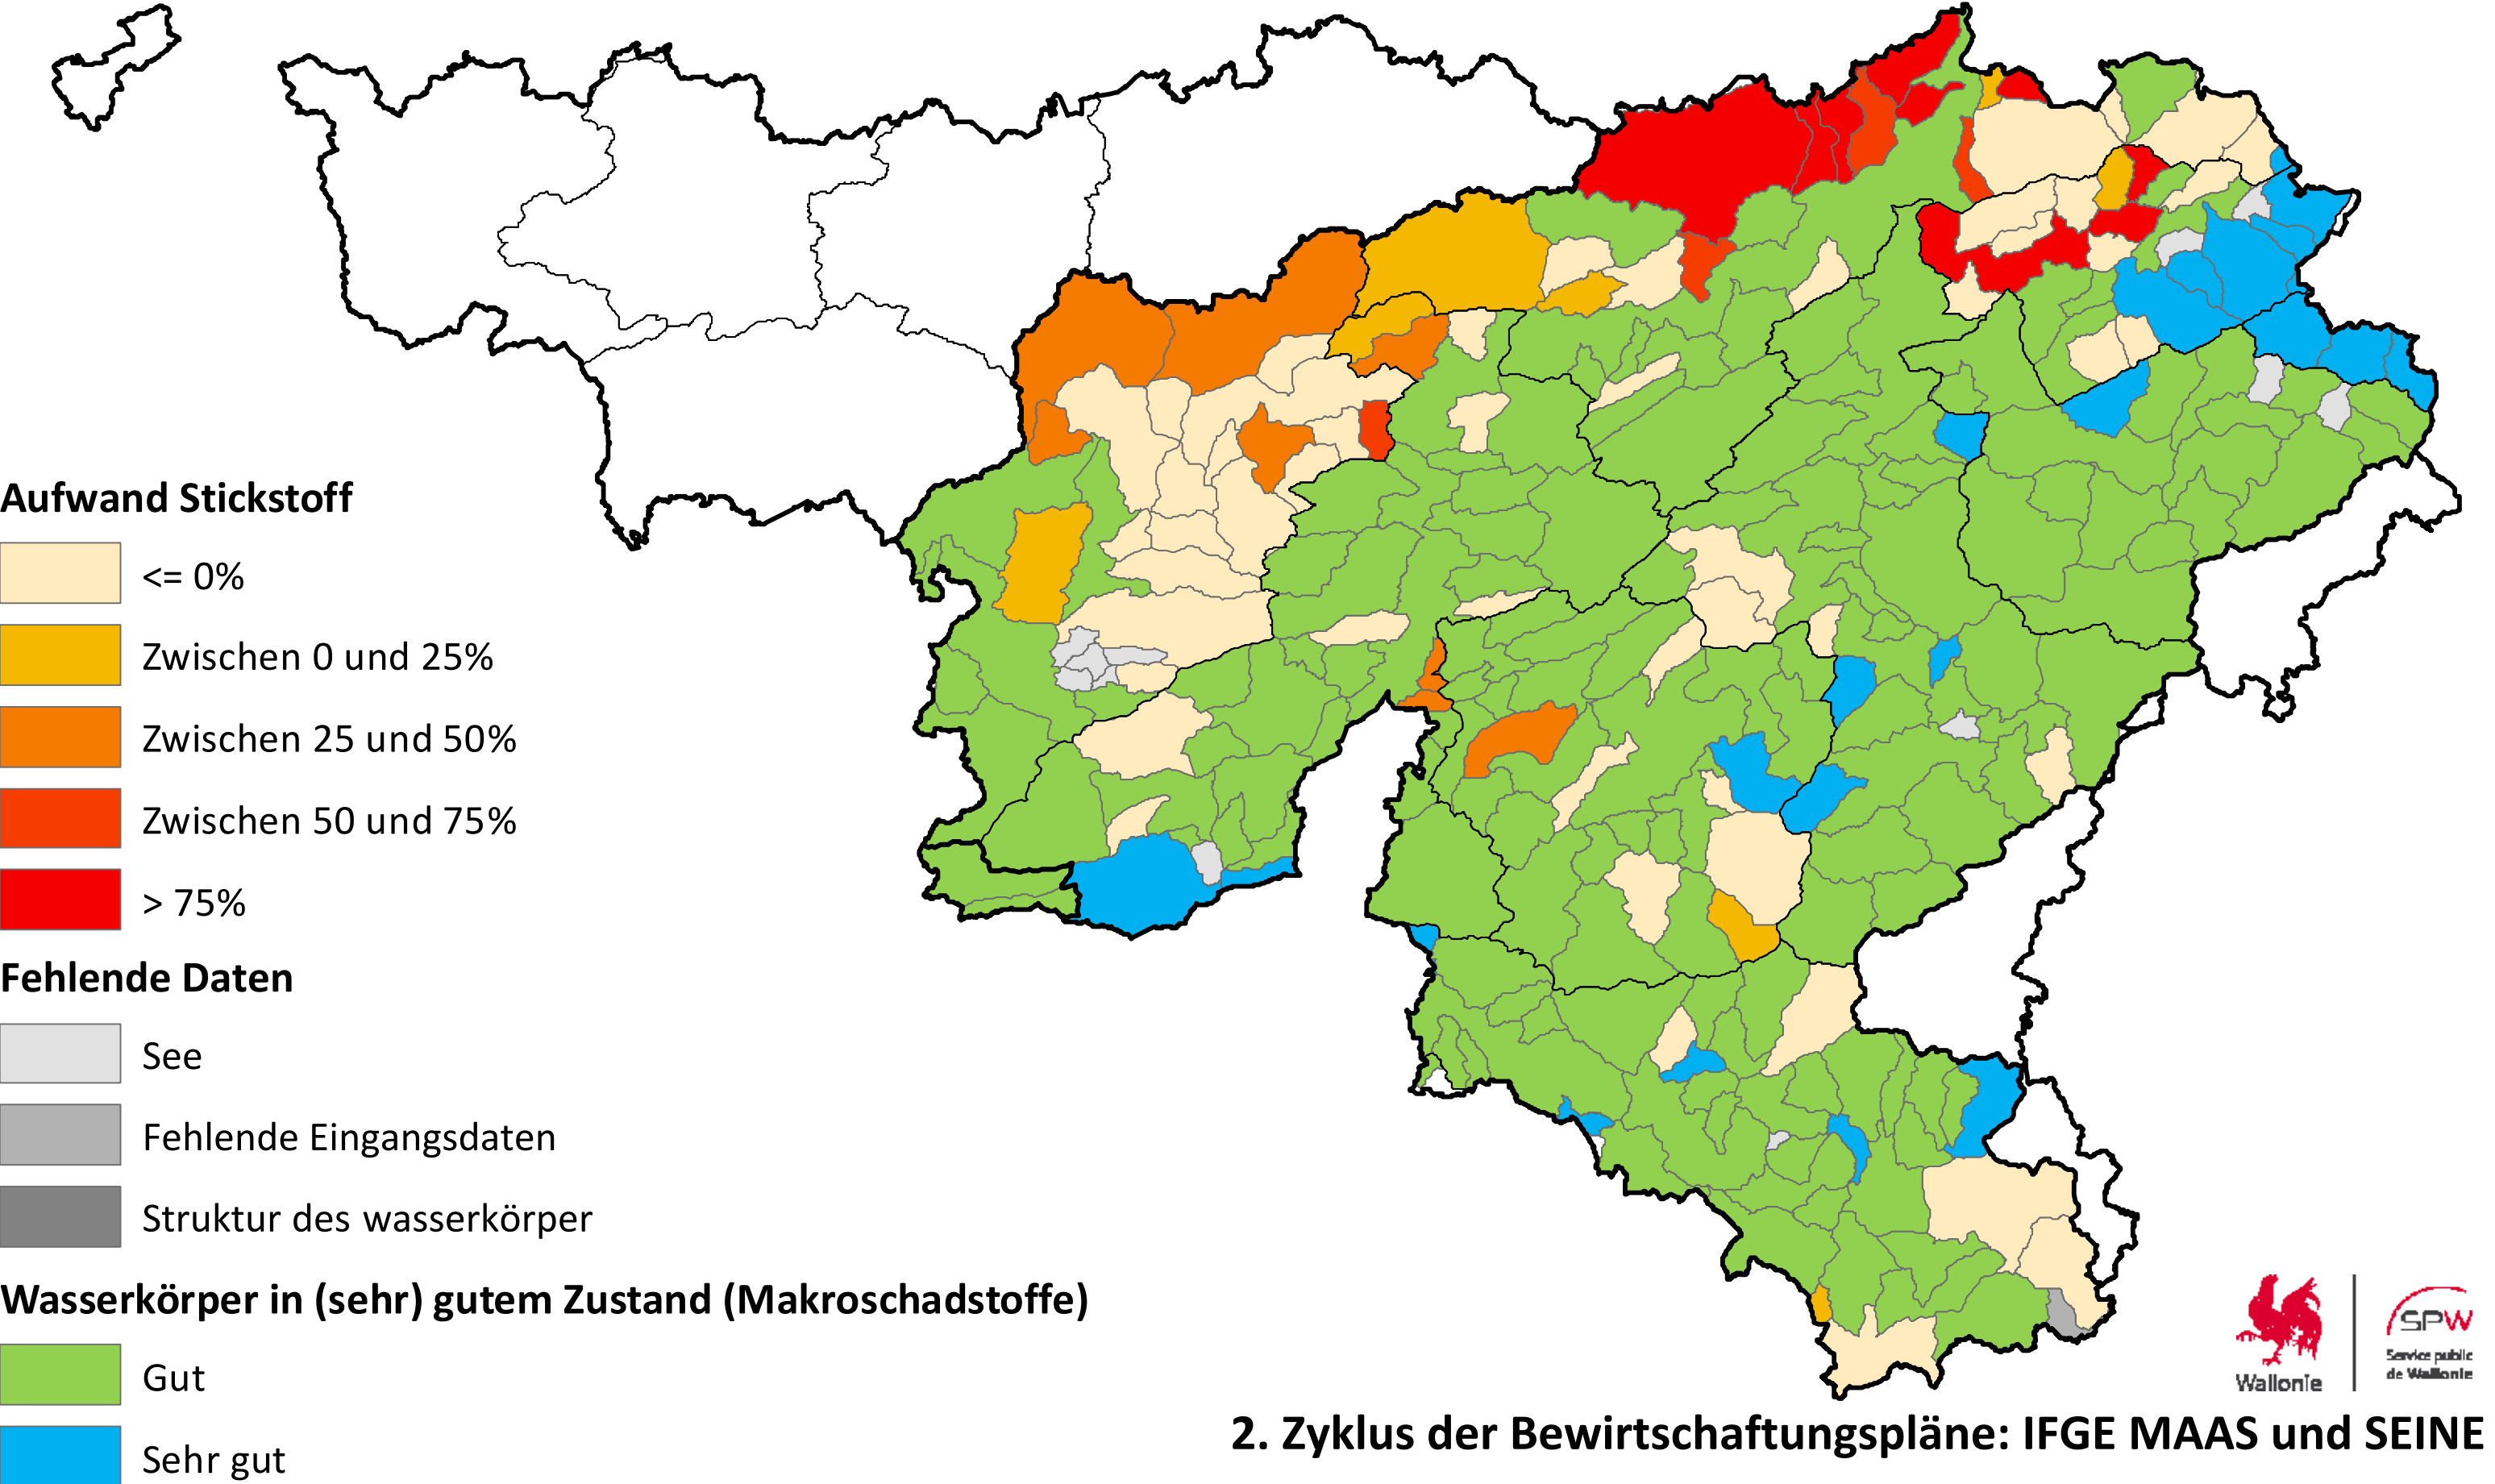 Aufwand Stickstoff
<= 0%
Zwischen 0 und 25%
Zwischen 25 und 50%
Zwischen 50 und 75%
> 75%
Fehlende Daten
See
Fehlende Eingangsdaten
Struktur des wasserkörper
Wasserkörper in (sehr) gutem Zustand (Makroschadstoffe)
Gut
Sehr gut
Wallonie
SPW
Service public
de Wallonie
2. Zyklus der Bewirtschaftungspläne: IFGE MAAS und SEINE